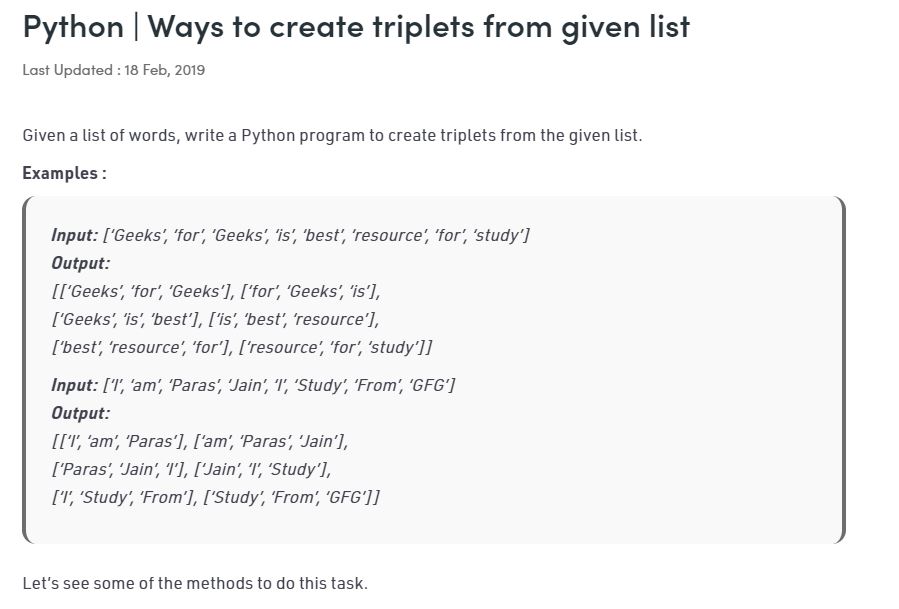 Python | Ways to create triplets from given list
Last Updated : 18 Feb, 2019
Given a list of words, write a Python program to create triplets from the given list.
Examples :
Input: [‘Geeks’, ‘for’, ‘Geeks’, ‘is’, ‘best’, ‘resource’, ‘for’, ‘study’]
Output:
[[‘Geeks’, ‘for’, ‘Geeks’], [‘for’, ‘Geeks’, ‘is’],
[‘Geeks’, ‘is’, ‘best’], [‘is’, ‘best’, ‘resource’],
[‘best’, ‘resource’, ‘for’], [‘resource’, ‘for’, ‘study’]]
Input: [‘I’, ‘am’, ‘Paras’, ‘Jain’, ‘I’, ‘Study’, ‘From’, ‘GFG’]
Output:
[[‘I’, ‘am’, ‘Paras’], [‘am’, ‘Paras’, ‘Jain’],
[‘Paras’, ‘Jain’, ‘I’], [‘Jain’, ‘I’, ‘Study’],
[‘I’, ‘Study’, ‘From’], [‘Study’, ‘From’, ‘GFG’]]
Let’s see some of the methods to do this task.